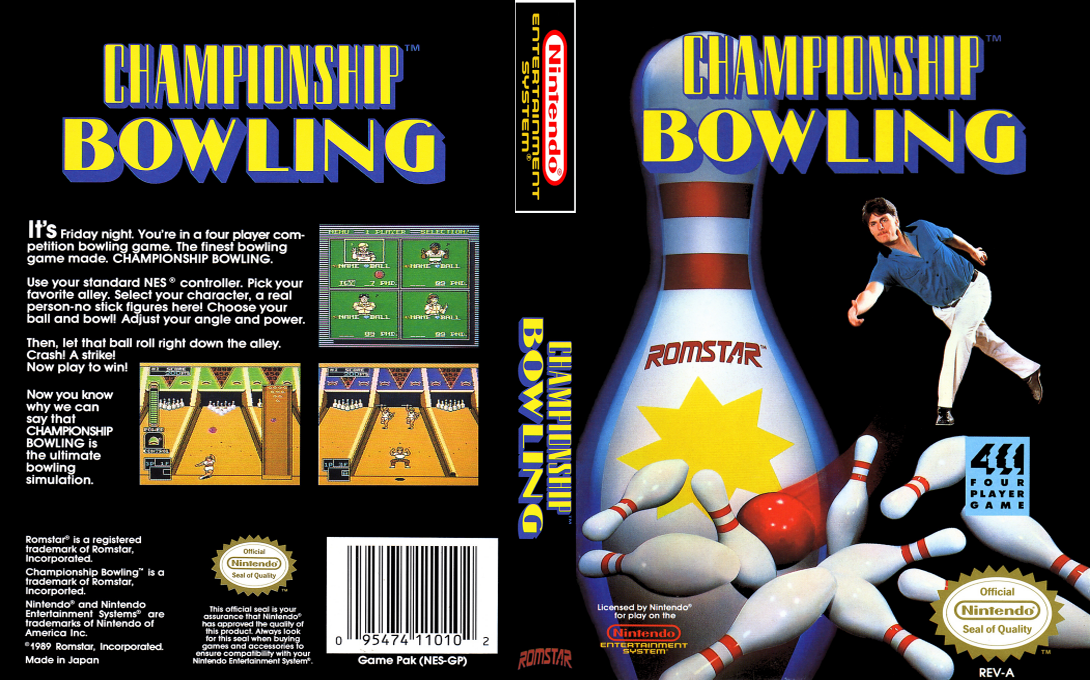 CHAMPIONSHIP™
BOWLING
It's Friday night. You're in a four player com-
petition bowling game. The finest bowling
game made. CHAMPIONSHIP BOWLING.
Use your standard NES® controller. Pick your
favorite alley. Select your character, a real
person-no stick figures here! Choose your
ball and bowl! Adjust your angle and power.
Then, let that ball roll right down the alley.
Crash! A strike!
Now play to win!
Now you know
why we can
say that
CHAMPIONSHIP
BOWLING is
the ultimate
bowling
simulation.
MENU 1 PLAYER SELECTION?
NAME BALL
NAME BALL
NAME BALL
NAME BALL
Romstar® is a registered
trademark of Romstar,
Incorporated.
Championship Bowling™ is a
trademark of Romstar,
Incorported.
Nintendo® and Nintendo
Entertainment Systems® are
trademarks of Nintendo of
America Inc.
©1989 Romstar, Incorporated.
Made in Japan
Official
Nintendo®
Seal of Quality
™
This official seal is your
assurance that Nintendo®
has approved the quality of
this product. Always look
for this seal when buying
games and accessories to
ensure compatibility with your
Nintendo Entertainment System®.
0 95474 11010 2
Game Pak (NES-GP)
Nintendo®
ENTERTAINMENT
SYSTEM®
CHAMPIONSHIP™
BOWLING
ROMSTAR
CHAMPIONSHIP™
BOWLING
ROMSTAR™
4
FOUR
PLAYER
GAME
Licensed by Nintendo®
for play on the
Nintendo
ENTERTAINMENT
SYSTEM®
Official
Nintendo®
Seal of Quality
™
REV-A